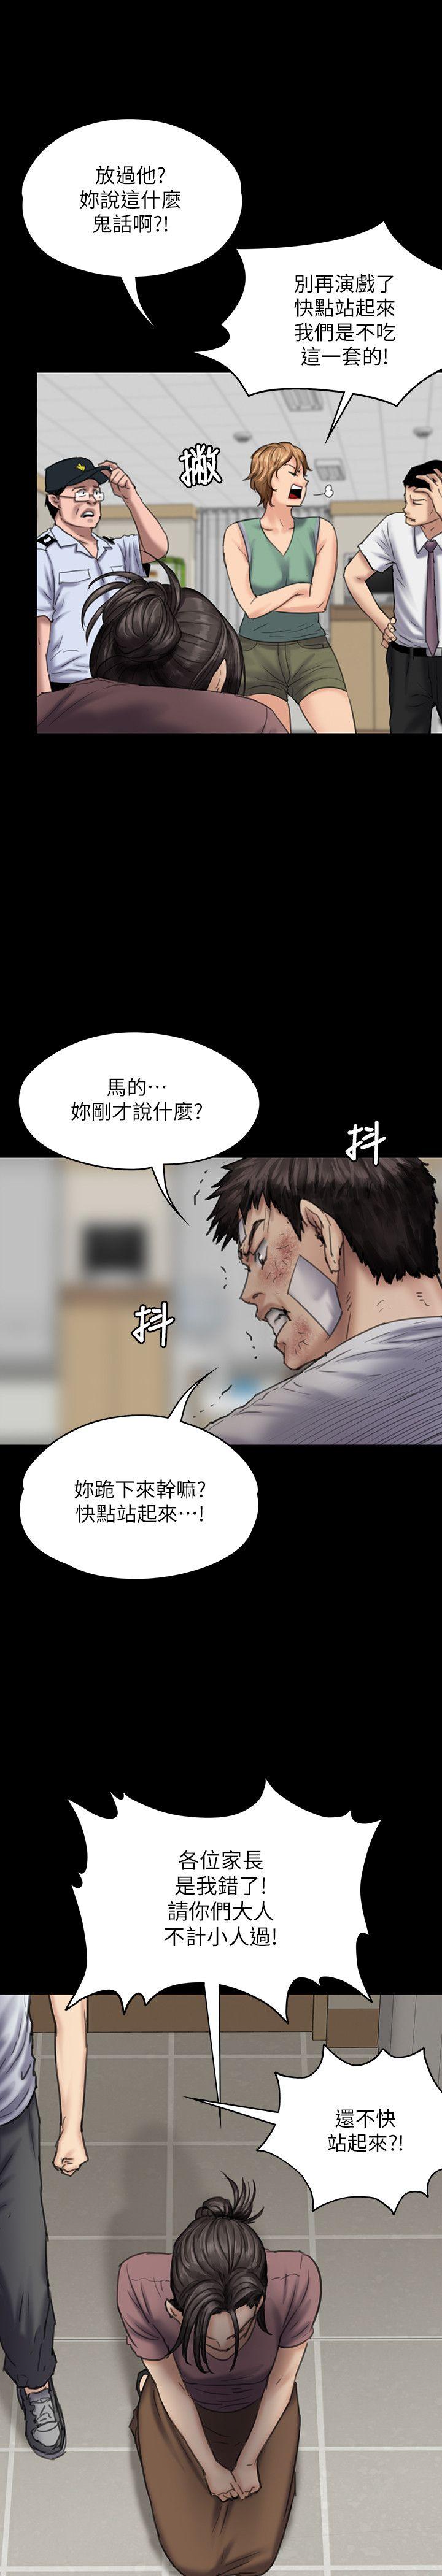 放過他?
妳說這什麼
鬼話啊?!
別再演戲了
快點站起來
我們是不吃
這一套的!
撇
馬的…
妳剛才說什麼?
抖
抖
妳跪下來幹嘛?
快點站起來…!
各位家長
是我錯了!
請你們大人
不計小人過!
還不快
站起來?!